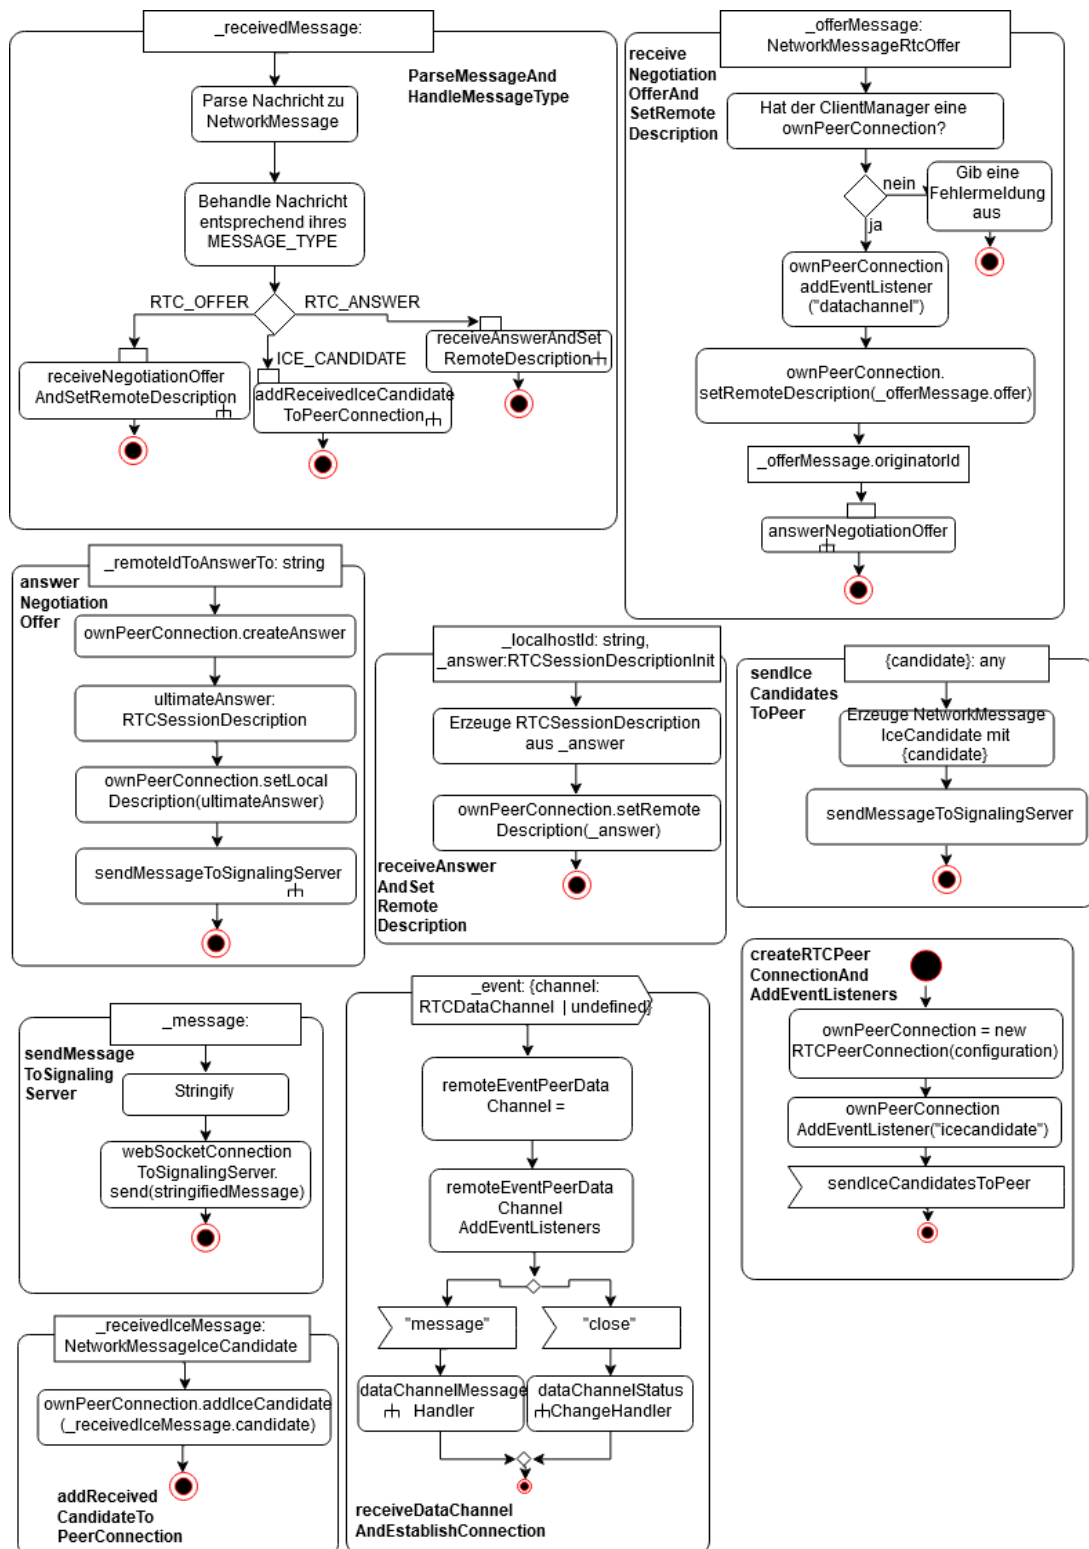 _receivedMessage:
ParseMessageAnd
HandleMessageType
Parse Nachricht zu
NetworkMessage
Behandle Nachricht
entsprechend ihres
MESSAGE_TYPE
RTC_OFFER
RTC_ANSWER
ICE_CANDIDATE
receiveNegotiationOffer
AndSetRemoteDescription
addReceivedIceCandidate
ToPeerConnection
receiveAnswerAndSet
RemoteDescription
_offerMessage:
NetworkMessageRtcOffer
receive
Negotiation
OfferAnd
SetRemote
Description
Hat der ClientManager eine
ownPeerConnection?
nein
Gib eine
Fehlermeldung
aus
ja
ownPeerConnection
addEventListener
("datachannel")
ownPeerConnection.
setRemoteDescription(_offerMessage.offer)
_offerMessage.originatorId
answerNegotiationOffer
_remoteIdToAnswerTo: string
answer
Negotiation
Offer
ownPeerConnection.createAnswer
ultimateAnswer:
RTCSessionDescription
ownPeerConnection.setLocal
Description(ultimateAnswer)
sendMessageToSignalingServer
_localhostId: string,
_answer:RTCSessionDescriptionInit
Erzeuge RTCSessionDescription
aus _answer
ownPeerConnection.setRemote
Description(_answer)
receiveAnswer
AndSet
Remote
Description
{candidate}: any
sendIce
Candidates
ToPeer
Erzeuge NetworkMessage
IceCandidate mit
{candidate}
sendMessageToSignalingServer
createRTCPeer
ConnectionAnd
AddEventListeners
ownPeerConnection = new
RTCPeerConnection(configuration)
ownPeerConnection
AddEventListener("icecandidate")
sendIceCandidatesToPeer
_message:
sendMessage
ToSignaling
Server
Stringify
webSocketConnection
ToSignalingServer.
send(stringifiedMessage)
_event: {channel:
RTCDataChannel | undefined}
remoteEventPeerData
Channel =
remoteEventPeerData
Channel
AddEventListeners
"message"
"close"
dataChannelMessage
Handler
dataChannelStatus
ChangeHandler
receiveDataChannel
AndEstablishConnection
_receivedIceMessage:
NetworkMessageIceCandidate
ownPeerConnection.addIceCandidate
(_receivedIceMessage.candidate)
addReceived
CandidateTo
PeerConnection